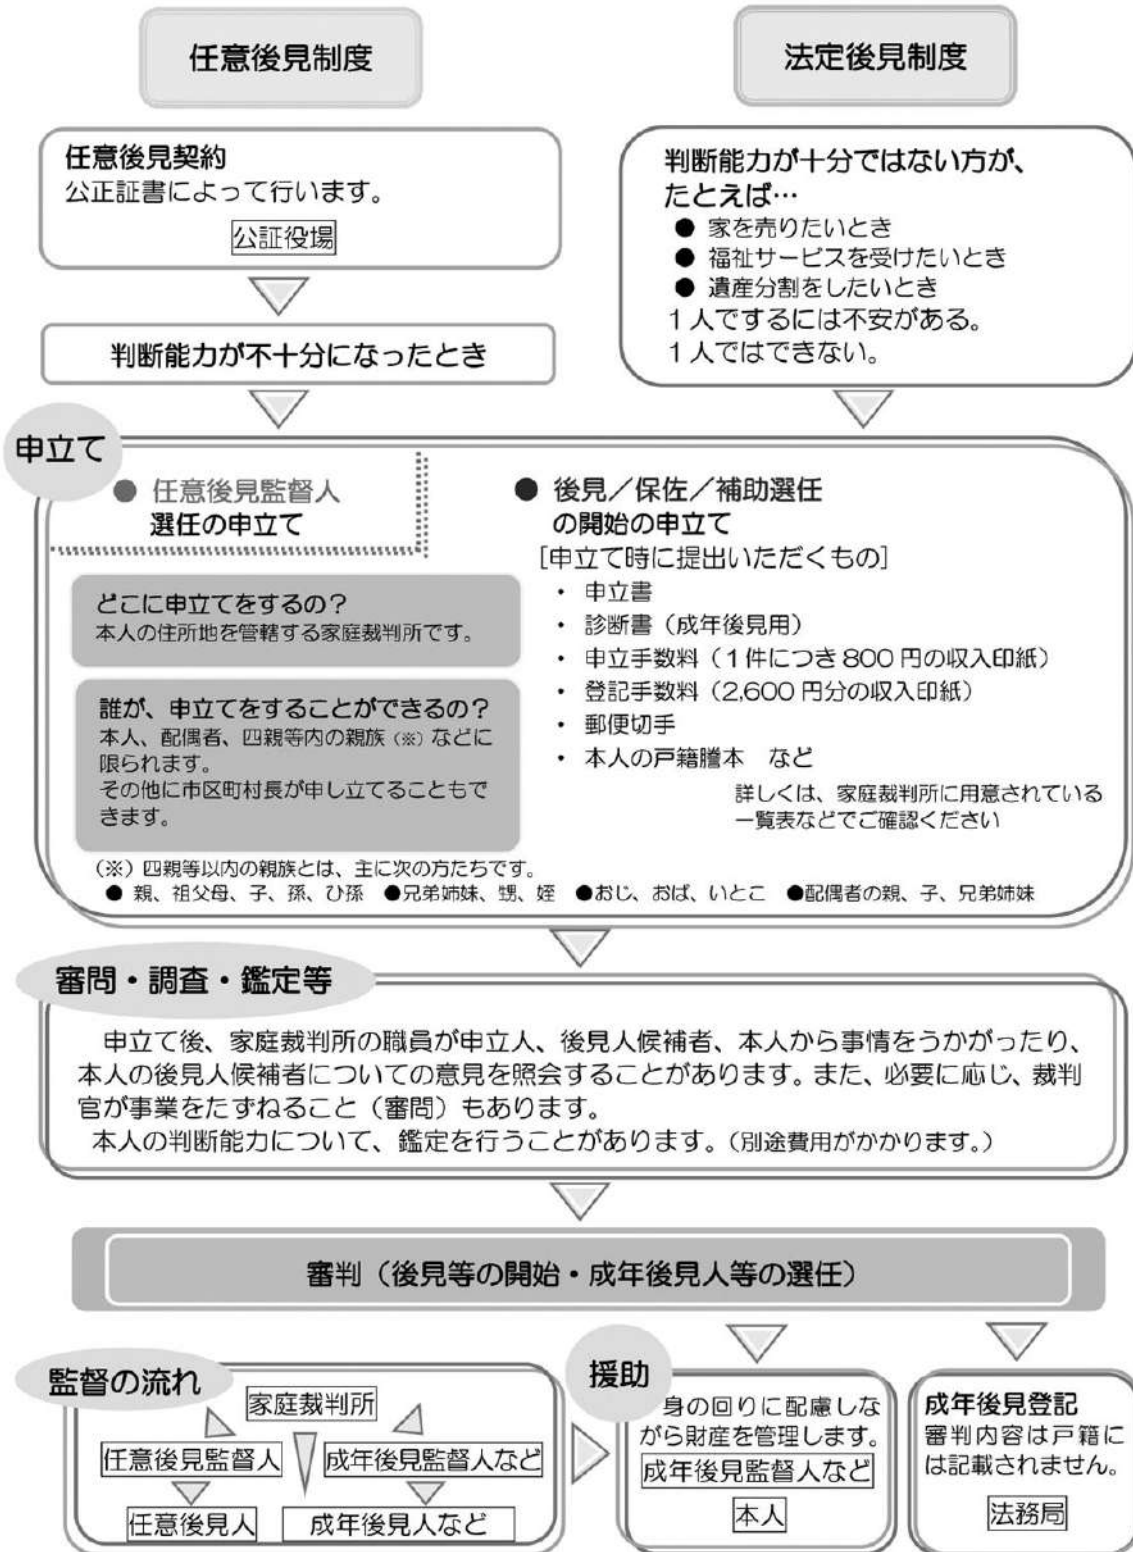 任意後見制度
法定後見制度
任意後見契約
公正証書によって行います。
公証役場
判断能力が不十分になったとき
判断能力が十分ではない方が、
たとえば…
● 家を売りたいとき
● 福祉サービスを受けたいとき
● 遺産分割をしたいとき
1人でするには不安がある。
1人ではできない。
申立て
● 任意後見監督人
選任の申立て
どこに申立てをするの？
本人の住所地を管轄する家庭裁判所です。
誰が、申立てをすることができるの？
本人、配偶者、四親等内の親族（※）などに
限られます。
その他に市区町村長が申し立てることもで
きます。
● 後見／保佐／補助選任
の開始の申立て
[申立て時に提出いただくもの]
・ 申立書
・ 診断書（成年後見用）
・ 申立手数料（1件につき800円の収入印紙）
・ 登記手数料（2,600円分の収入印紙）
・ 郵便切手
・ 本人の戸籍謄本　など
詳しくは、家庭裁判所に用意されている
一覧表などでご確認ください
（※）四親等以内の親族とは、主に次の方たちです。
● 親、祖父母、子、孫、ひ孫　●兄弟姉妹、甥、姪　●おじ、おば、いとこ　●配偶者の親、子、兄弟姉妹
審問・調査・鑑定等
申立て後、家庭裁判所の職員が申立人、後見人候補者、本人から事情をうかがったり、
本人の後見人候補者についての意見を照会することがあります。また、必要に応じ、裁判
官が事業をたずねること（審問）もあります。
本人の判断能力について、鑑定を行うことがあります。（別途費用がかかります。）
審判（後見等の開始・成年後見人等の選任）
監督の流れ
家庭裁判所
任意後見監督人
成年後見監督人など
任意後見人
成年後見人など
援助
身の回りに配慮しな
がら財産を管理します。
成年後見監督人など
本人
成年後見登記
審判内容は戸籍に
は記載されません。
法務局